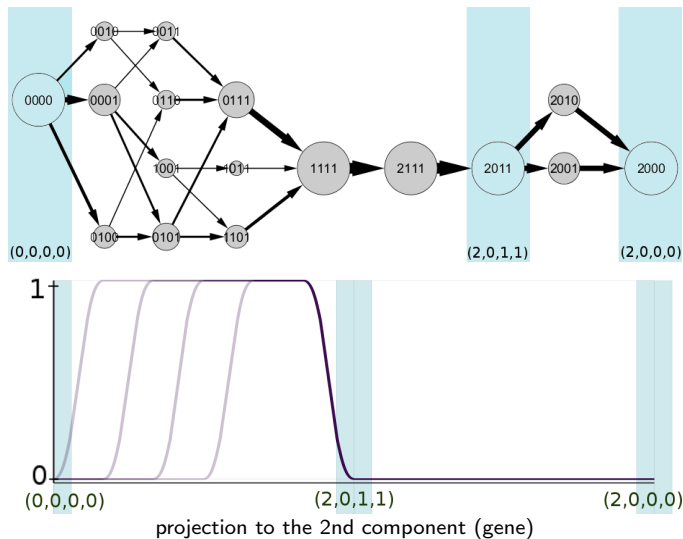 0010 0011
0000 0001 0110 0111 2010
1001 1011 1111 2111 2011 2001 2000
0100 0101 1101
(0,0,0,0) (2,0,1,1) (2,0,0,0)
1
0
(0,0,0,0) (2,0,1,1) (2,0,0,0)
projection to the 2nd component (gene)